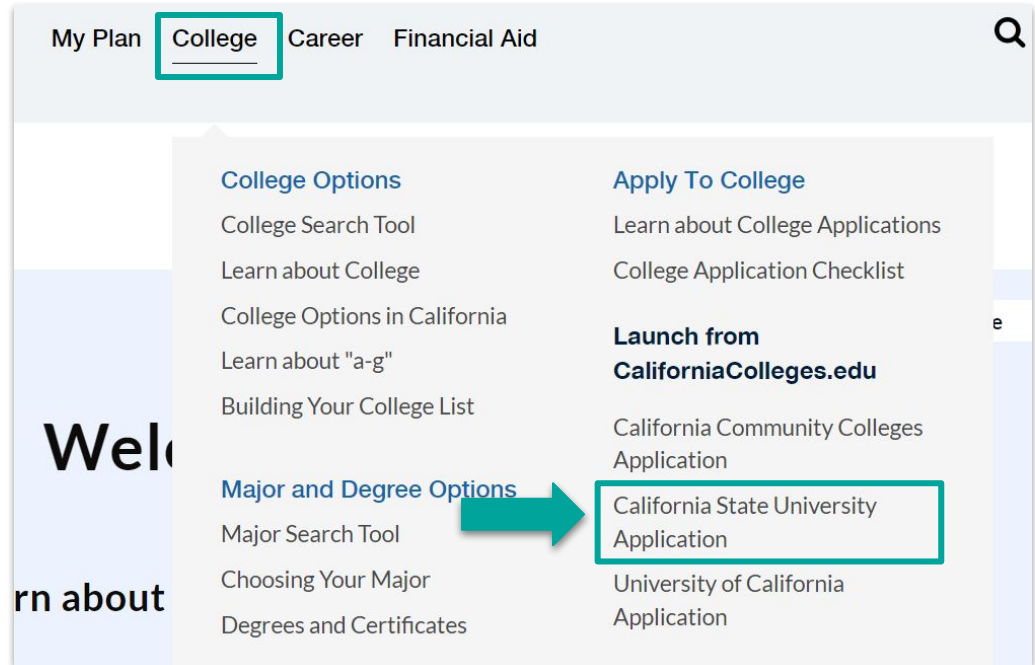 My Plan College Career Financial Aid
College Options
College Search Tool
Learn about College
College Options in California
Learn about "a-g"
Building Your College List
Major and Degree Options
Major Search Tool
Choosing Your Major
Degrees and Certificates
Apply To College
Learn about College Applications
College Application Checklist
Launch from
CaliforniaColleges.edu
California Community Colleges
Application
California State University
Application
University of California
Application
e
Wel
rn about